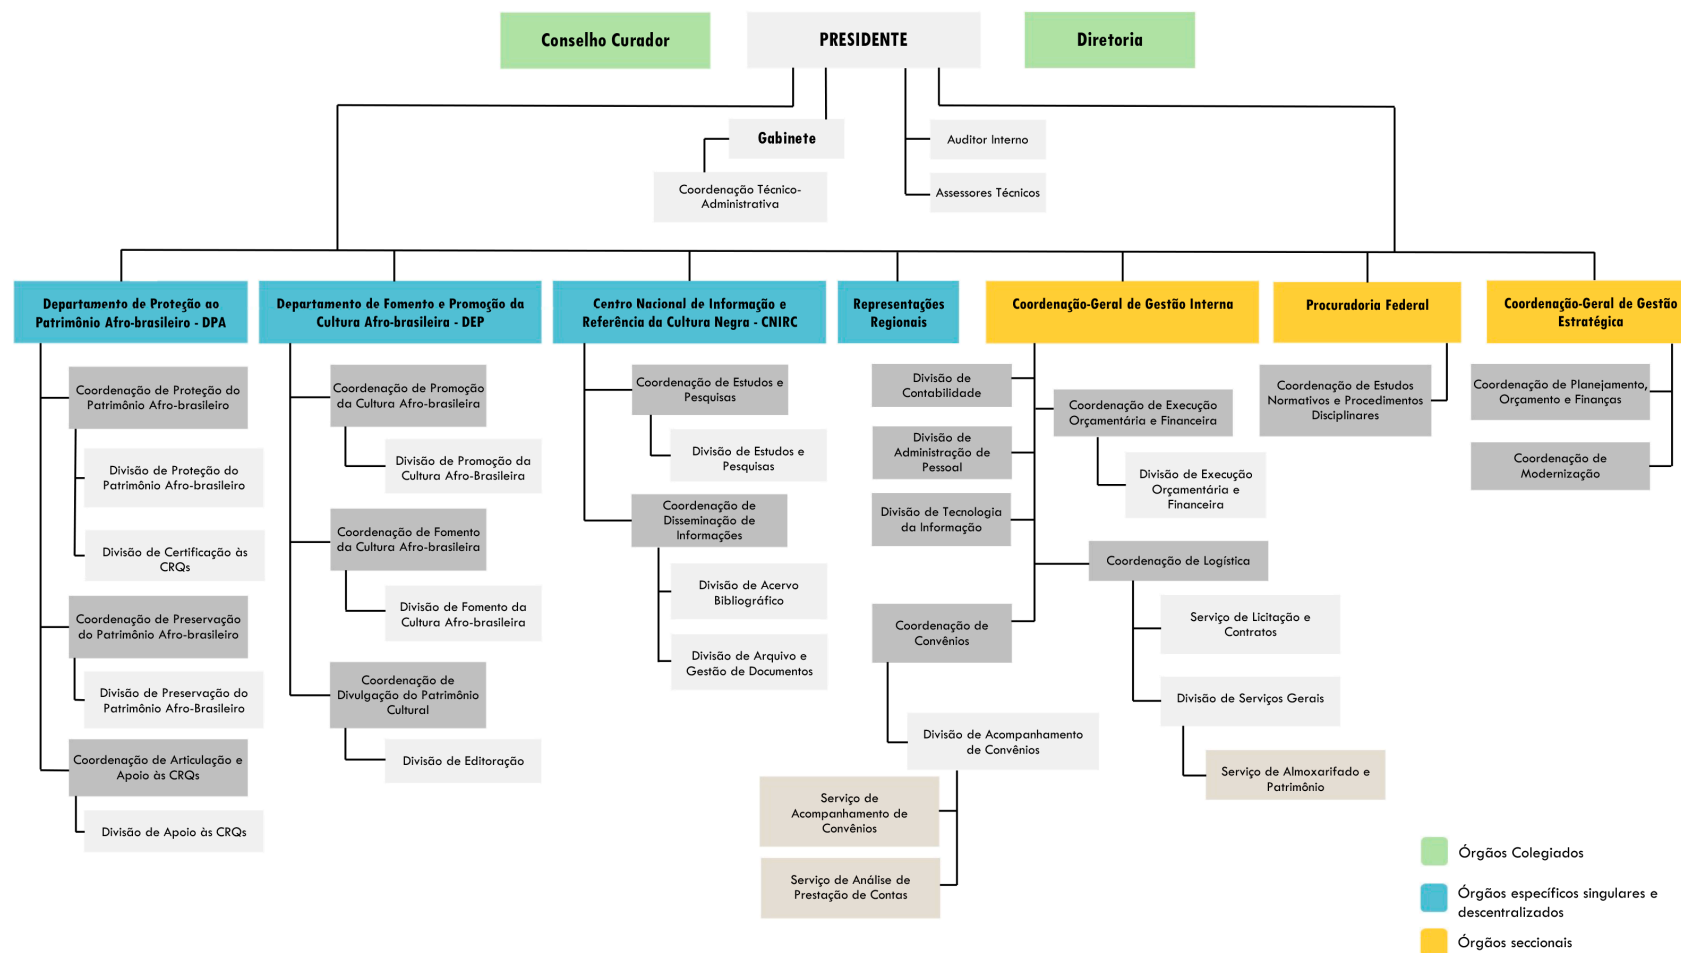 Conselho Curador
PRESIDENTE
Diretoria
Gabinete
Auditor Interno
Coordenação Técnico-
Administrativa
Assessores Técnicos
Departamento de Proteção ao
Patrimônio Afro-brasileiro - DPA
Departamento de Fomento e Promoção da
Cultura Afro-brasileira - DEP
Centro Nacional de Informação e
Referência da Cultura Negra - CNIRC
Representações
Regionais
Coordenação-Geral de Gestão Interna
Procuradoria Federal
Coordenação-Geral de Gestão
Estratégica
Coordenação de Proteção do
Patrimônio Afro-brasileiro
Divisão de Proteção do
Patrimônio Afro-brasileiro
Divisão de Certificação às
CRQs
Coordenação de Preservação
do Patrimônio Afro-brasileiro
Divisão de Preservação do
Patrimônio Afro-Brasileiro
Coordenação de Articulação e
Apoio às CRQs
Divisão de Apoio às CRQs
Coordenação de Promoção
da Cultura Afro-brasileira
Divisão de Promoção da
Cultura Afro-Brasileira
Coordenação de Fomento
da Cultura Afro-brasileira
Divisão de Fomento da
Cultura Afro-brasileira
Coordenação de
Divulgação do Patrimônio
Cultural
Divisão de Editoração
Coordenação de Estudos e
Pesquisas
Divisão de Estudos e
Pesquisas
Coordenação de
Disseminação de
Informações
Divisão de Acervo
Bibliográfico
Divisão de Arquivo e
Gestão de Documentos
Divisão de
Contabilidade
Divisão de
Administração de
Pessoal
Divisão de Tecnologia
da Informação
Coordenação de
Convênios
Divisão de Acompanhamento
de Convênios
Serviço de
Acompanhamento de
Convênios
Serviço de Análise de
Prestação de Contas
Coordenação de Execução
Orçamentária e Financeira
Divisão de Execução
Orçamentária e
Financeira
Coordenação de Logística
Serviço de Licitação e
Contratos
Divisão de Serviços Gerais
Serviço de Almoxarifado e
Patrimônio
Coordenação de Estudos
Normativos e Procedimentos
Disciplinares
Coordenação de Planejamento,
Orçamento e Finanças
Coordenação de
Modernização
Órgãos Colegiados
Órgãos específicos singulares e
descentralizados
Órgãos seccionais